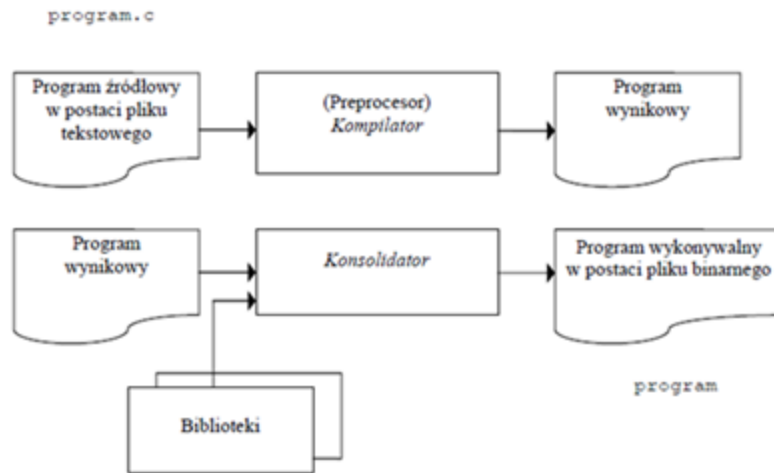 program.c
Program źródłowy
w postaci pliku
tekstowego
(Preprocesor)
Kompilator
Program
wynikowy
Program
wynikowy
Konsolidator
Program wykonywalny
w postaci pliku binarnego
program
Biblioteki